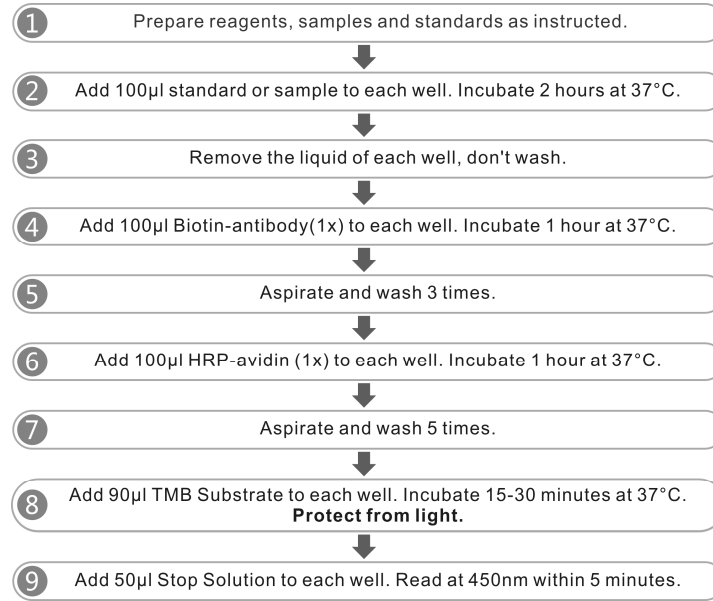 1 Prepare reagents, samples and standards as instructed.
2 Add 100μl standard or sample to each well. Incubate 2 hours at 37°C.
3 Remove the liquid of each well, don't wash.
4 Add 100μl Biotin-antibody(1x) to each well. Incubate 1 hour at 37°C.
5 Aspirate and wash 3 times.
6 Add 100μl HRP-avidin (1x) to each well. Incubate 1 hour at 37°C.
7 Aspirate and wash 5 times.
8 Add 90μl TMB Substrate to each well. Incubate 15-30 minutes at 37°C.
Protect from light.
9 Add 50μl Stop Solution to each well. Read at 450nm within 5 minutes.